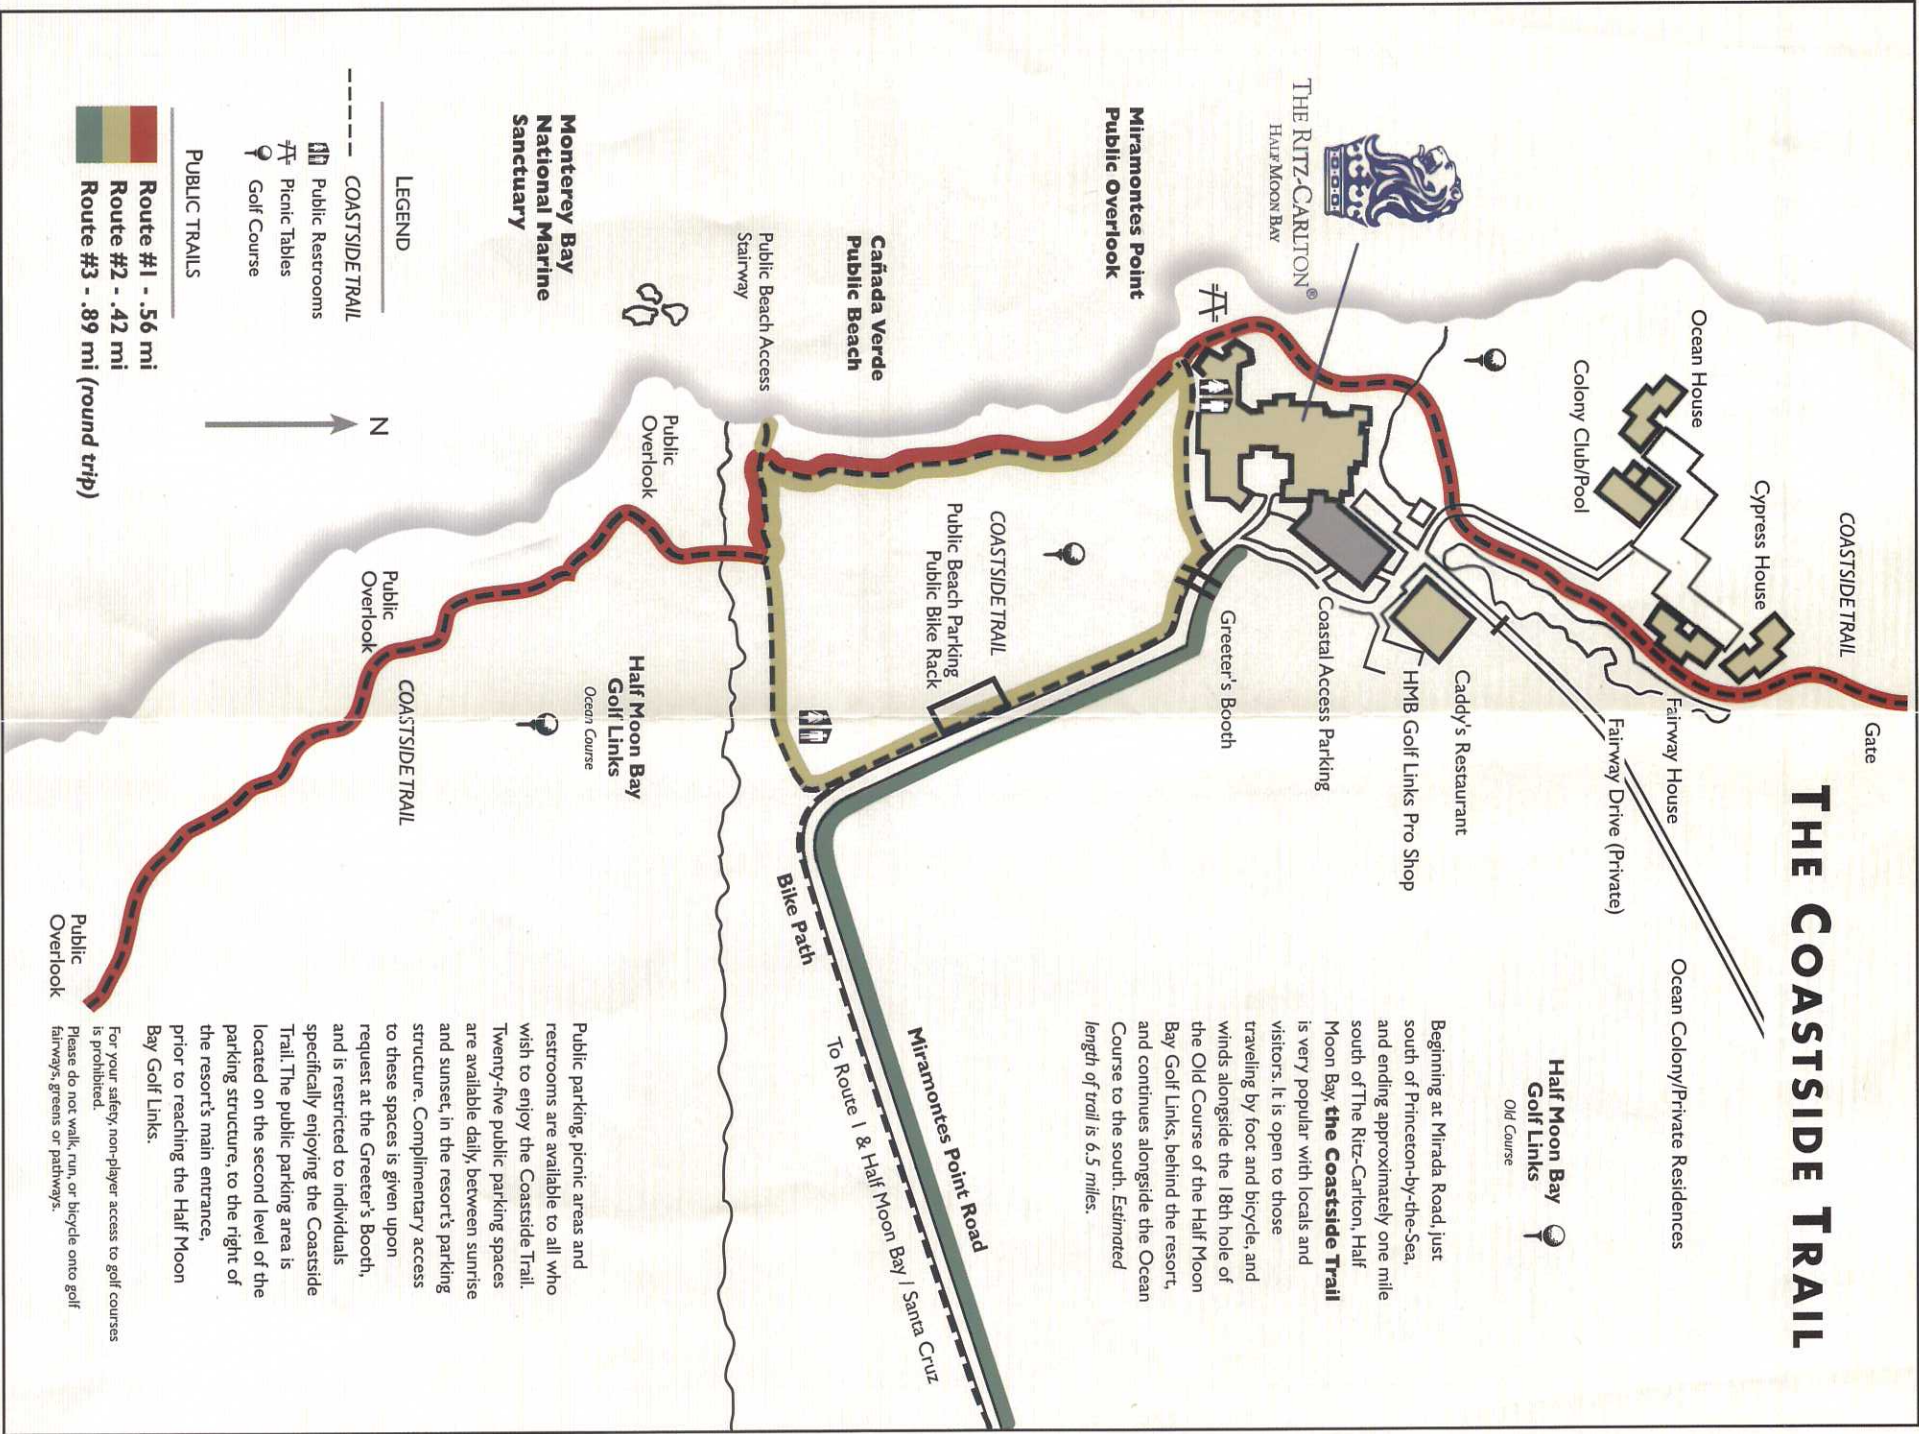 THE COASTSIDE TRAIL
COASTSIDE TRAIL
Gate
Cypress House
Ocean House
Fairway House
Ocean Colony/Private Residences
Fairway Drive (Private)
Colony Club/Pool
Half Moon Bay
Golf Links
Old Course
Caddy's Restaurant
HMB Golf Links Pro Shop
Coastal Access Parking
THE RITZ-CARLTON®
HALF MOON BAY
Greeter's Booth
Miramontes Point
Public Overlook
Beginning at Mirada Road, just
south of Princeton-by-the-Sea,
and ending approximately one mile
south of The Ritz-Carlton, Half
Moon Bay, the Coastside Trail
is very popular with locals and
visitors. It is open to those
traveling by foot and bicycle, and
winds alongside the 18th hole of
the Old Course of the Half Moon
Bay Golf Links, behind the resort,
and continues alongside the Ocean
Course to the south. Estimated
length of trail is 6.5 miles.
COASTSIDE TRAIL
Public Beach Parking
Public Bike Rack
Cañada Verde
Public Beach
Miramontes Point Road
To Route 1 & Half Moon Bay / Santa Cruz
Bike Path
Public Beach Access
Stairway
Public
Overlook
Half Moon Bay
Golf Links
Ocean Course
Monterey Bay
National Marine
Sanctuary
Public parking, picnic areas and
restrooms are available to all who
wish to enjoy the Coastside Trail.
Twenty-five public parking spaces
are available daily, between sunrise
and sunset, in the resort's parking
structure. Complimentary access
to these spaces is given upon
request at the Greeter's Booth,
and is restricted to individuals
specifically enjoying the Coastside
Trail. The public parking area is
located on the second level of the
parking structure, to the right of
the resort's main entrance,
prior to reaching the Half Moon
Bay Golf Links.
COASTSIDE TRAIL
Public
Overlook
N
LEGEND
COASTSIDE TRAIL
Public Restrooms
Picnic Tables
Golf Course
PUBLIC TRAILS
Route #1 - .56 mi
Route #2 - .42 mi
Route #3 - .89 mi (round trip)
Public
Overlook
For your safety, non-player access to golf courses
is prohibited.
Please do not walk, run, or bicycle onto golf
fairways, greens or pathways.